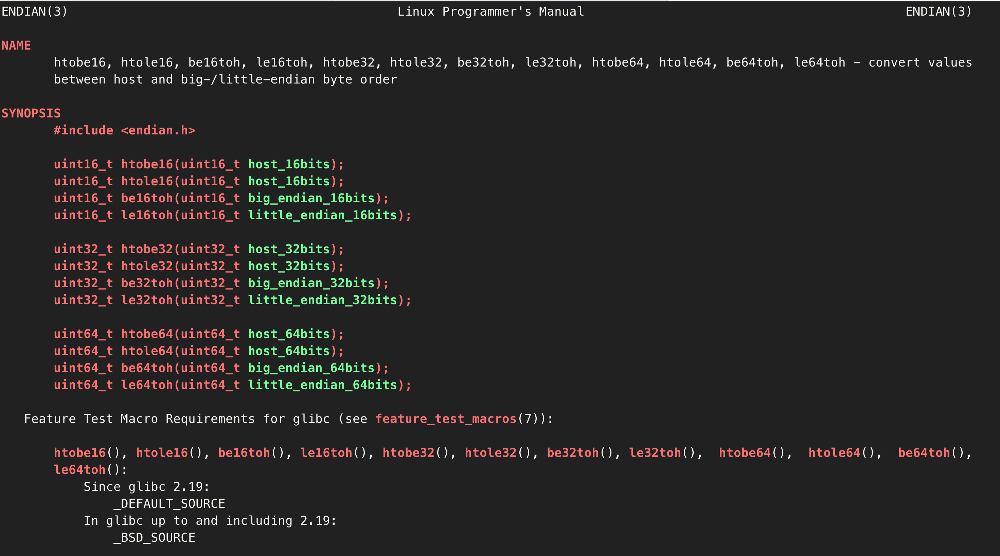 ENDIAN(3) Linux Programmer's Manual ENDIAN(3)
NAME
htobe16, htole16, be16toh, le16toh, htobe32, htole32, be32toh, le32toh, htobe64, htole64, be64toh, le64toh - convert values
between host and big-/little-endian byte order
SYNOPSIS
#include <endian.h>
uint16_t htobe16(uint16_t host_16bits);
uint16_t htole16(uint16_t host_16bits);
uint16_t be16toh(uint16_t big_endian_16bits);
uint16_t le16toh(uint16_t little_endian_16bits);
uint32_t htobe32(uint32_t host_32bits);
uint32_t htole32(uint32_t host_32bits);
uint32_t be32toh(uint32_t big_endian_32bits);
uint32_t le32toh(uint32_t little_endian_32bits);
uint64_t htobe64(uint64_t host_64bits);
uint64_t htole64(uint64_t host_64bits);
uint64_t be64toh(uint64_t big_endian_64bits);
uint64_t le64toh(uint64_t little_endian_64bits);
Feature Test Macro Requirements for glibc (see feature_test_macros(7)):
htobe16(), htole16(), be16toh(), le16toh(), htobe32(), htole32(), be32toh(), le32toh(), htobe64(), htole64(), be64toh(),
le64toh():
Since glibc 2.19:
_DEFAULT_SOURCE
In glibc up to and including 2.19:
_BSD_SOURCE